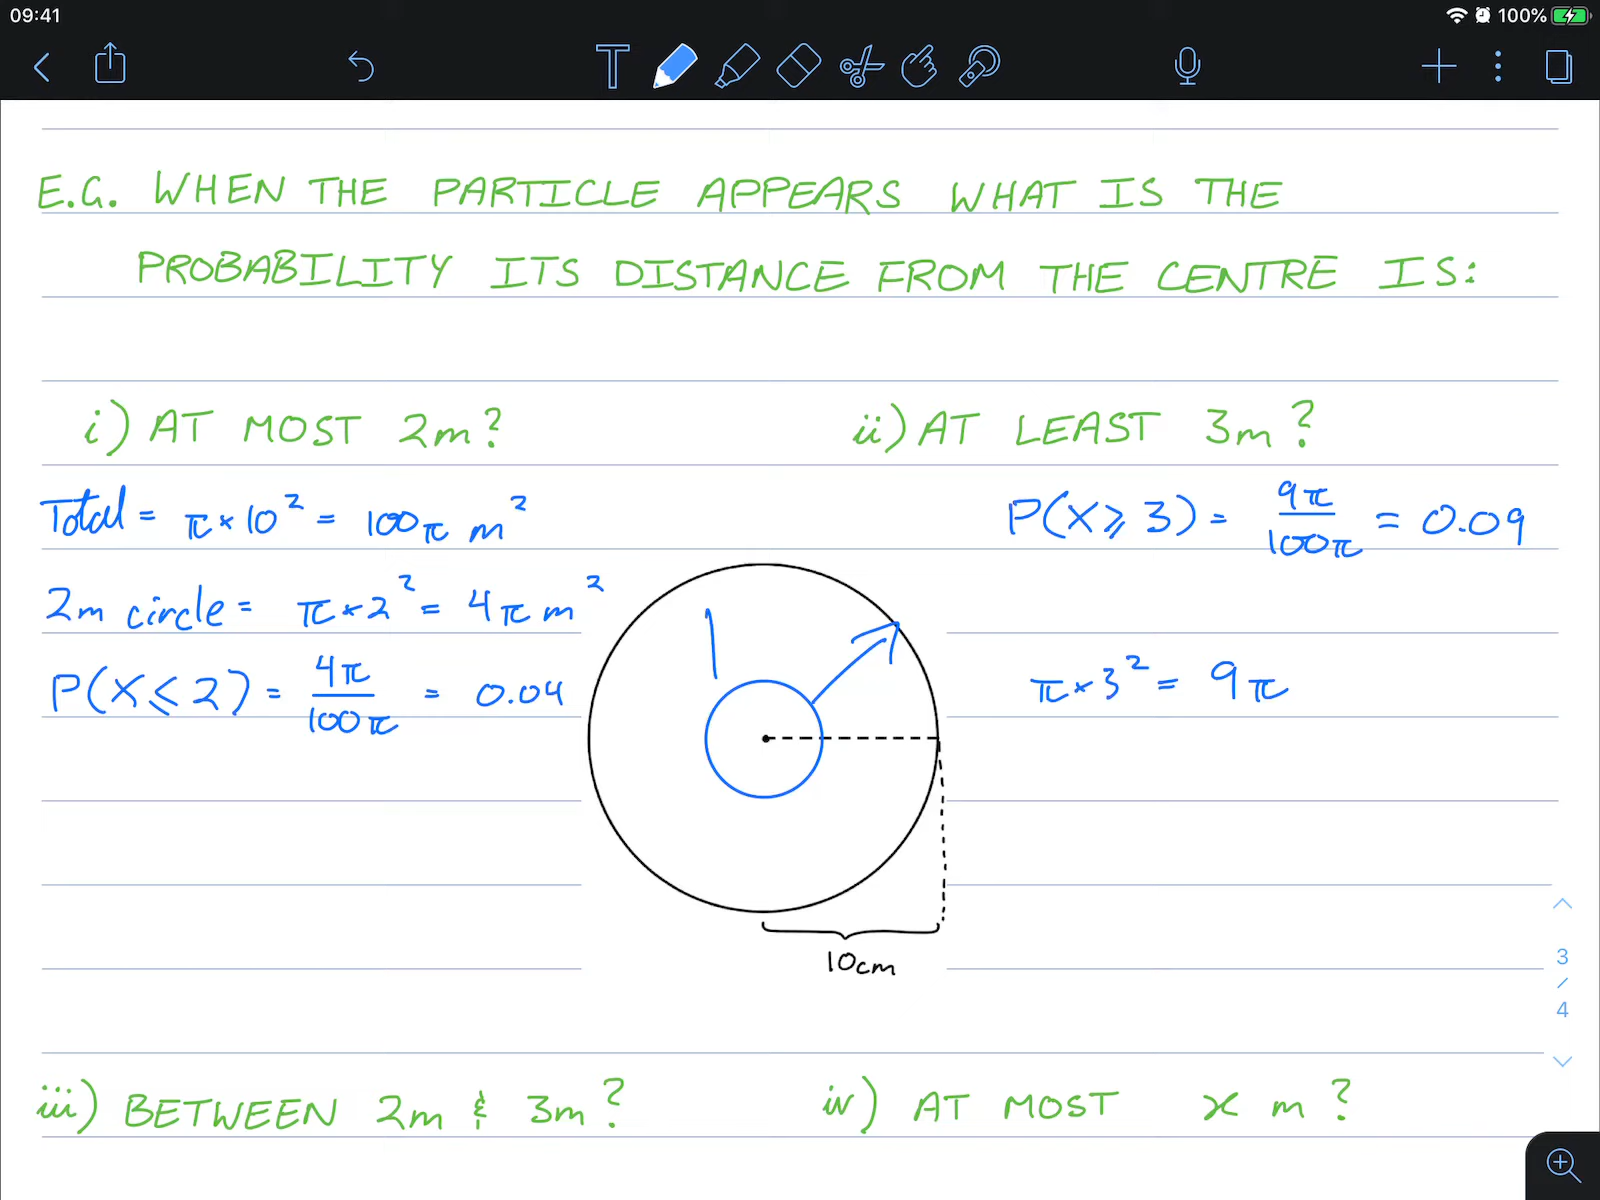 09:41
100%
E.G. WHEN THE PARTICLE APPEARS WHAT IS THE
PROBABILITY ITS DISTANCE FROM THE CENTRE IS:
i) AT MOST 2m?
ii) AT LEAST 3m?
Total = π × 10² = 100π m²
2m circle = π × 2² = 4π m²
P(X ⩽ 2) = 4π/100π = 0.04
P(X ⩾ 3) = 9π/100π = 0.09
π × 3² = 9π
10cm
3
/
4
iii) BETWEEN 2m & 3m?
iv) AT MOST x m?